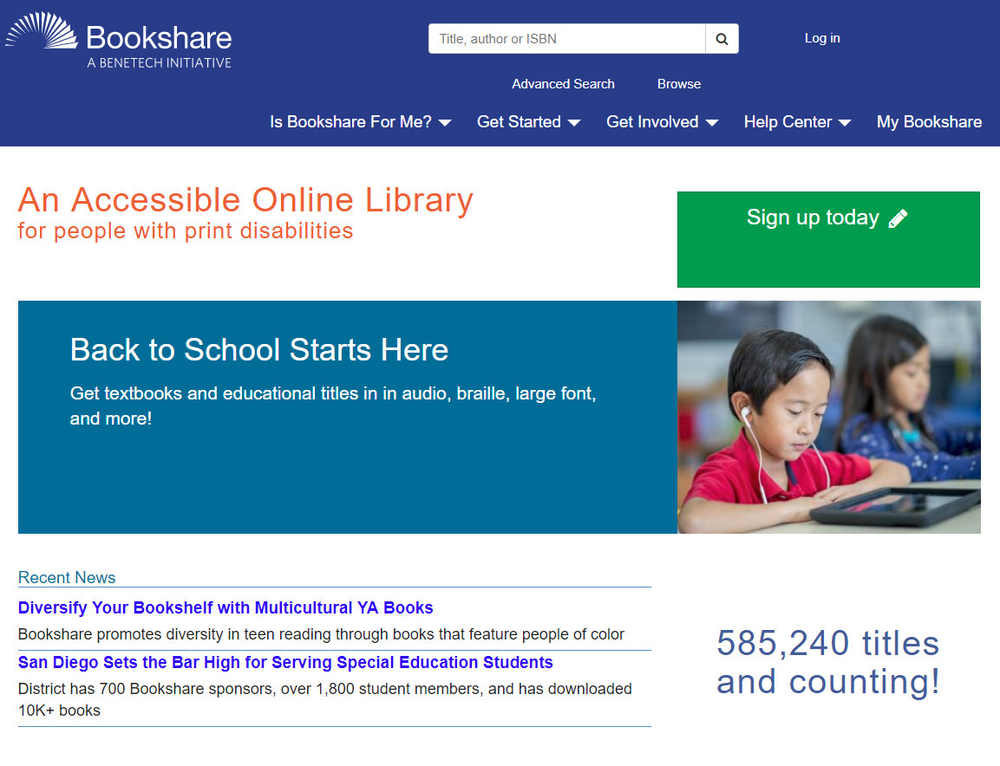 Bookshare
A BENETECH INITIATIVE
Title, author or ISBN
Log in
Advanced Search
Browse
Is Bookshare For Me?
Get Started
Get Involved
Help Center
My Bookshare
An Accessible Online Library
for people with print disabilities
Sign up today
Back to School Starts Here
Get textbooks and educational titles in in audio, braille, large font,
and more!
Recent News
Diversify Your Bookshelf with Multicultural YA Books
Bookshare promotes diversity in teen reading through books that feature people of color
San Diego Sets the Bar High for Serving Special Education Students
District has 700 Bookshare sponsors, over 1,800 student members, and has downloaded
10K+ books
585,240 titles
and counting!